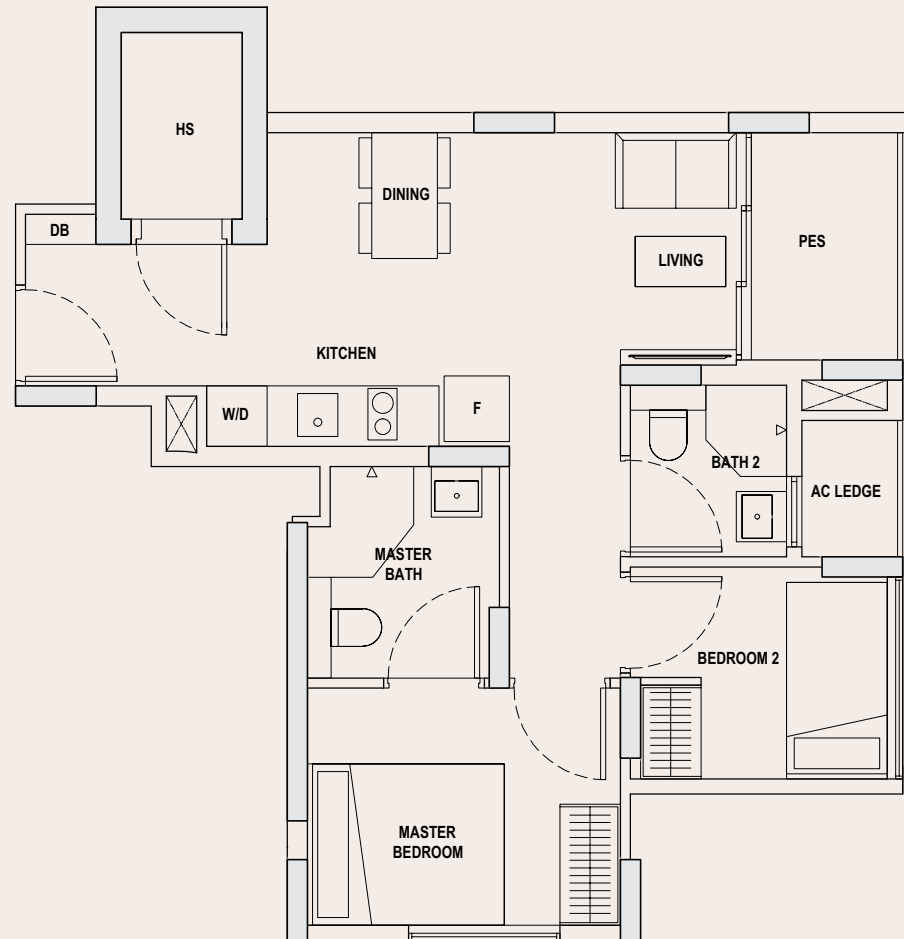 HS
DINING
DB
PES
LIVING
KITCHEN
W/D
F
BATH 2
AC LEDGE
MASTER
BATH
BEDROOM 2
MASTER
BEDROOM